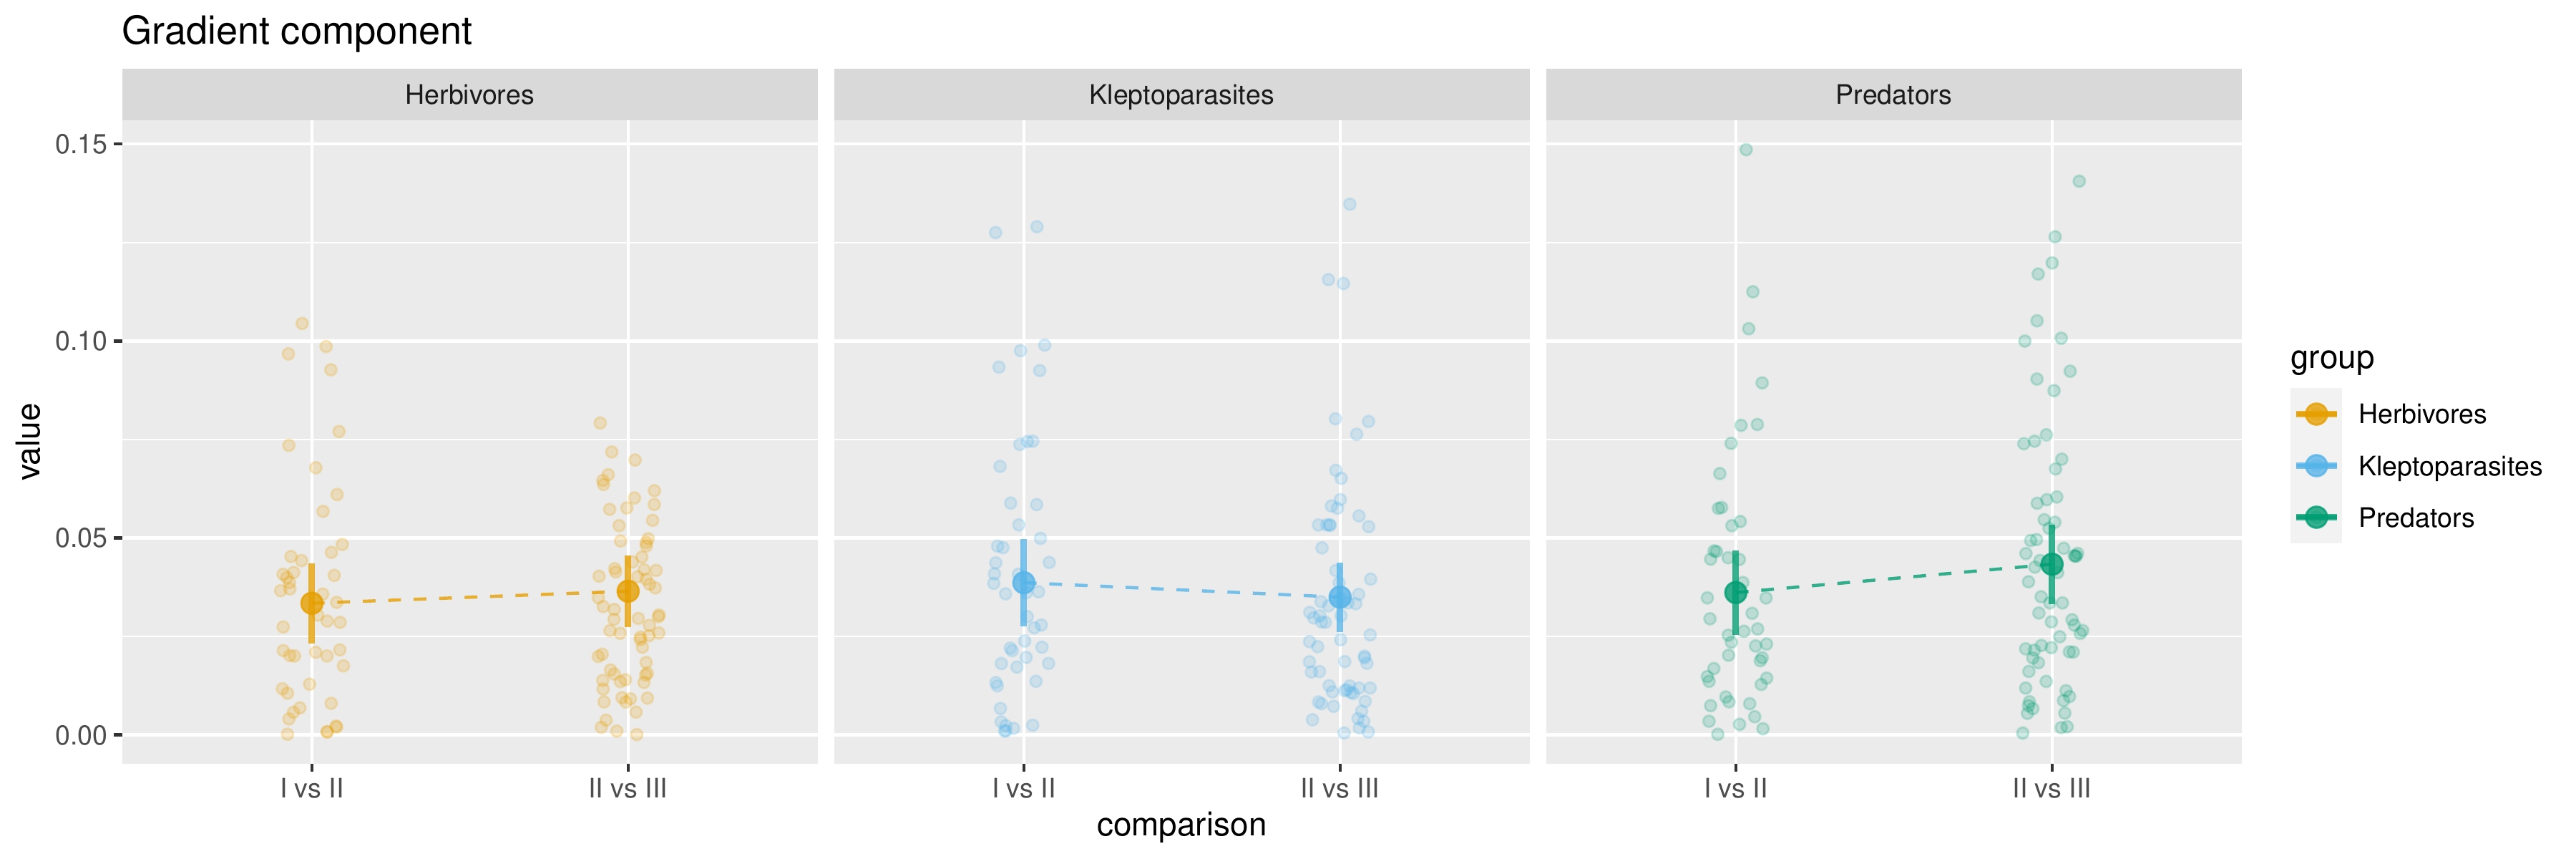 Gradient component
Herbivores
Kleptoparasites
Predators
0.15
0.10
0.05
0.00
value
I vs II
II vs III
I vs II
II vs III
I vs II
II vs III
comparison
group
Herbivores
Kleptoparasites
Predators